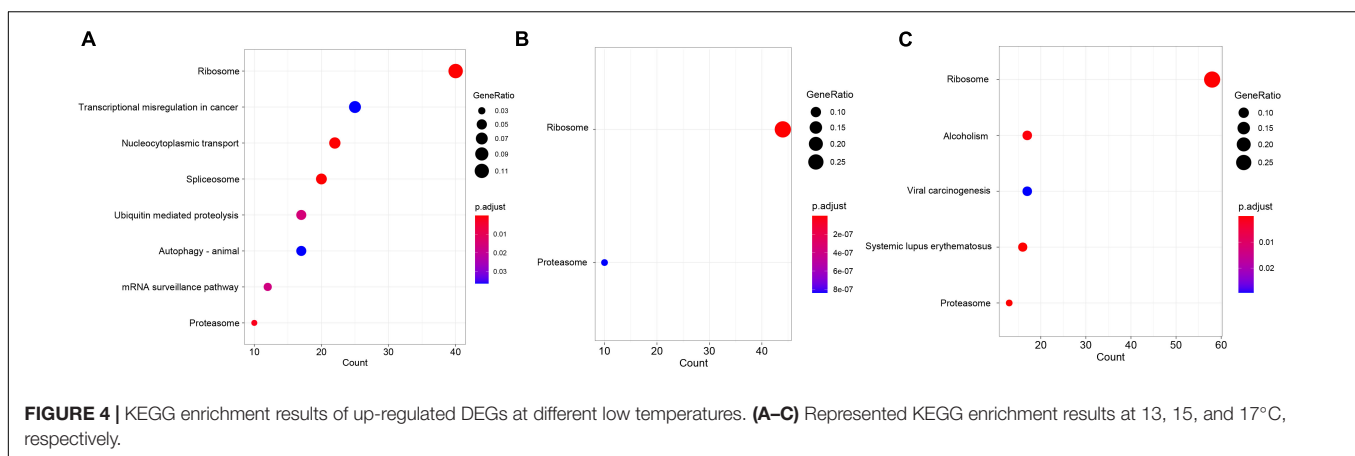 A
Ribosome
Transcriptional misregulation in cancer
Nucleocytoplasmic transport
Spliceosome
Ubiquitin mediated proteolysis
Autophagy - animal
mRNA surveillance pathway
Proteasome
10 20 30 40
Count
GeneRatio
0.03
0.05
0.07
0.09
0.11
p.adjust
0.01
0.02
0.03
B
Ribosome
Proteasome
10 20 30 40
Count
GeneRatio
0.10
0.15
0.20
0.25
p.adjust
2e-07
4e-07
6e-07
8e-07
C
Ribosome
Alcoholism
Viral carcinogenesis
Systemic lupus erythematosus
Proteasome
20 30 40 50 60
Count
GeneRatio
0.10
0.15
0.20
0.25
p.adjust
0.01
0.02
FIGURE 4 | KEGG enrichment results of up-regulated DEGs at different low temperatures. (A–C) Represented KEGG enrichment results at 13, 15, and 17°C,
respectively.